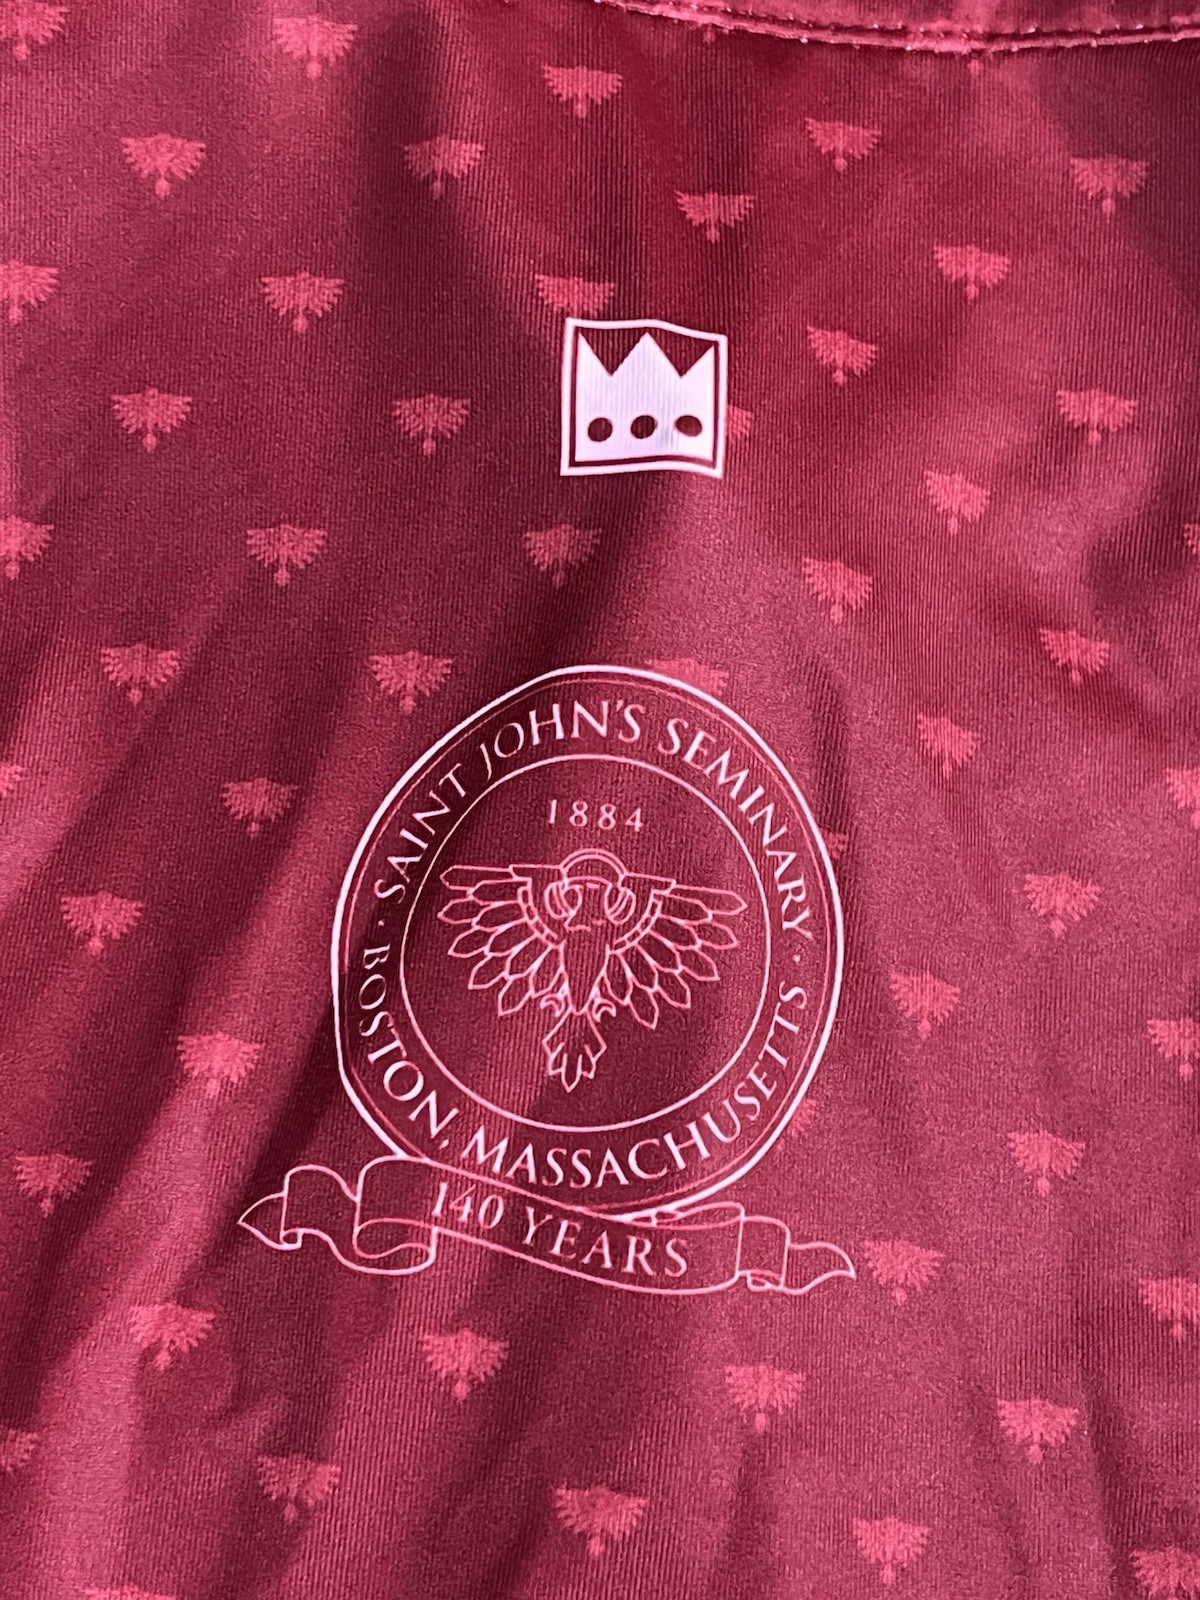 · SAINT JOHN'S SEMINARY ·
1884
BOSTON, MASSACHUSETTS
140 YEARS